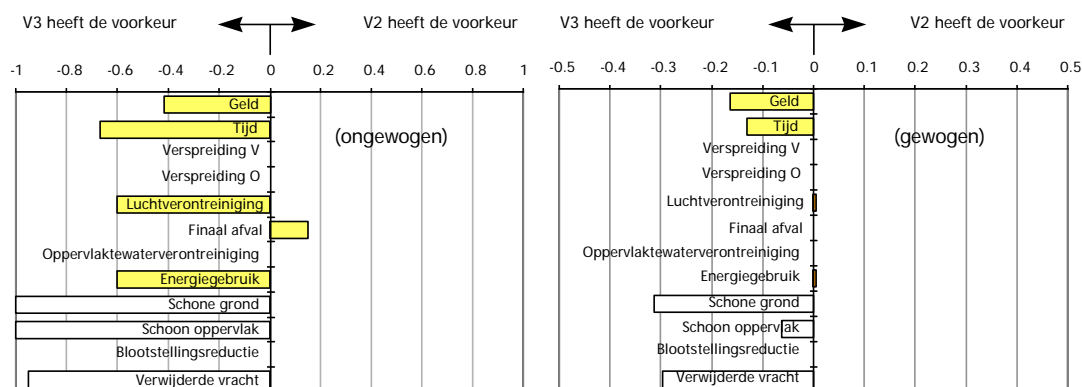 V3 heeft de voorkeur V2 heeft de voorkeur
-1 -0.8 -0.6 -0.4 -0.2 0 0.2 0.4 0.6 0.8 1
Geld
Tijd
(ongewogen)
Verspreiding V
Verspreiding O
Luchtverontreiniging
Finaal afval
Oppervlaktewaterverontreiniging
Energiegebruik
Schone grond
Schoon oppervlak
Blootstellingsreductie
Verwijderde vracht
V3 heeft de voorkeur V2 heeft de voorkeur
-0.5 -0.4 -0.3 -0.2 -0.1 0 0.1 0.2 0.3 0.4 0.5
Geld
Tijd
(gewogen)
Verspreiding V
Verspreiding O
Luchtverontreiniging
Finaal afval
Oppervlaktewaterverontreiniging
Energiegebruik
Schone grond
Schoon oppervlak
Blootstellingsreductie
Verwijderde vracht